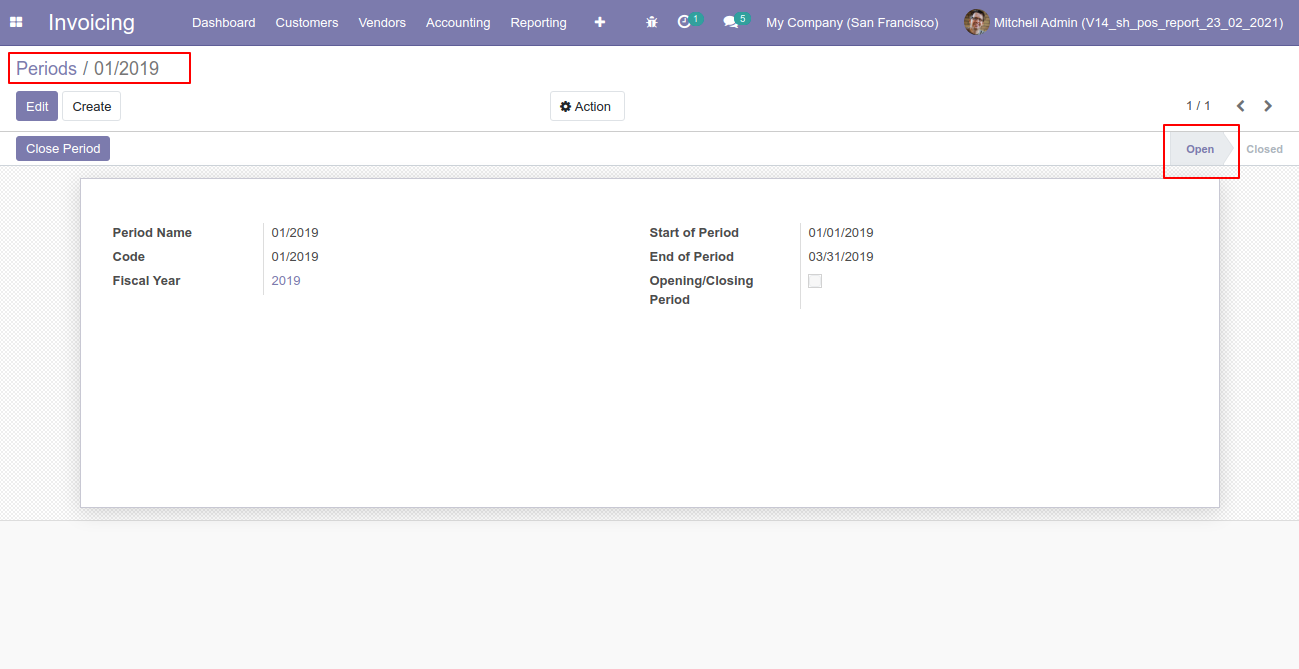 Invoicing Dashboard Customers Vendors Accounting Reporting 1 5 My Company (San Francisco) Mitchell Admin (V14_sh_pos_report_23_02_2021)
Periods / 01/2019
Edit Create Action 1 / 1
Close Period Open Closed
Period Name 01/2019 Start of Period 01/01/2019
Code 01/2019 End of Period 03/31/2019
Fiscal Year 2019 Opening/Closing
Period